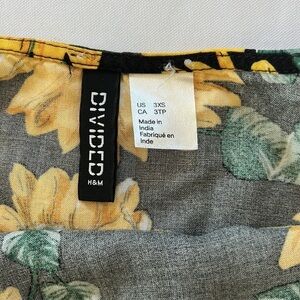 DIVIDED
H&M
US 3XS
CA 3TP
Made in
India
Fabriqué en
Inde